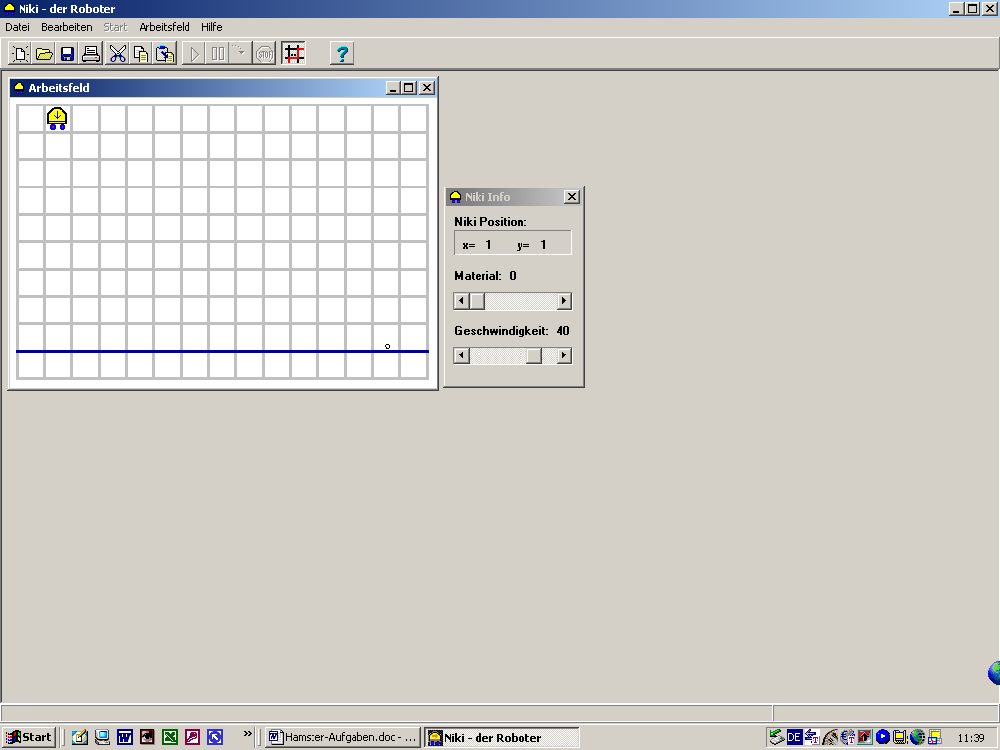 Niki - der Roboter
Datei Bearbeiten Start Arbeitsfeld Hilfe
STOP ?
Arbeitsfeld
Niki Info
Niki Position:
x= 1 y= 1
Material: 0
Geschwindigkeit: 40
Start W X » Hamster-Aufgaben.doc - ... Niki - der Roboter DE 11:39